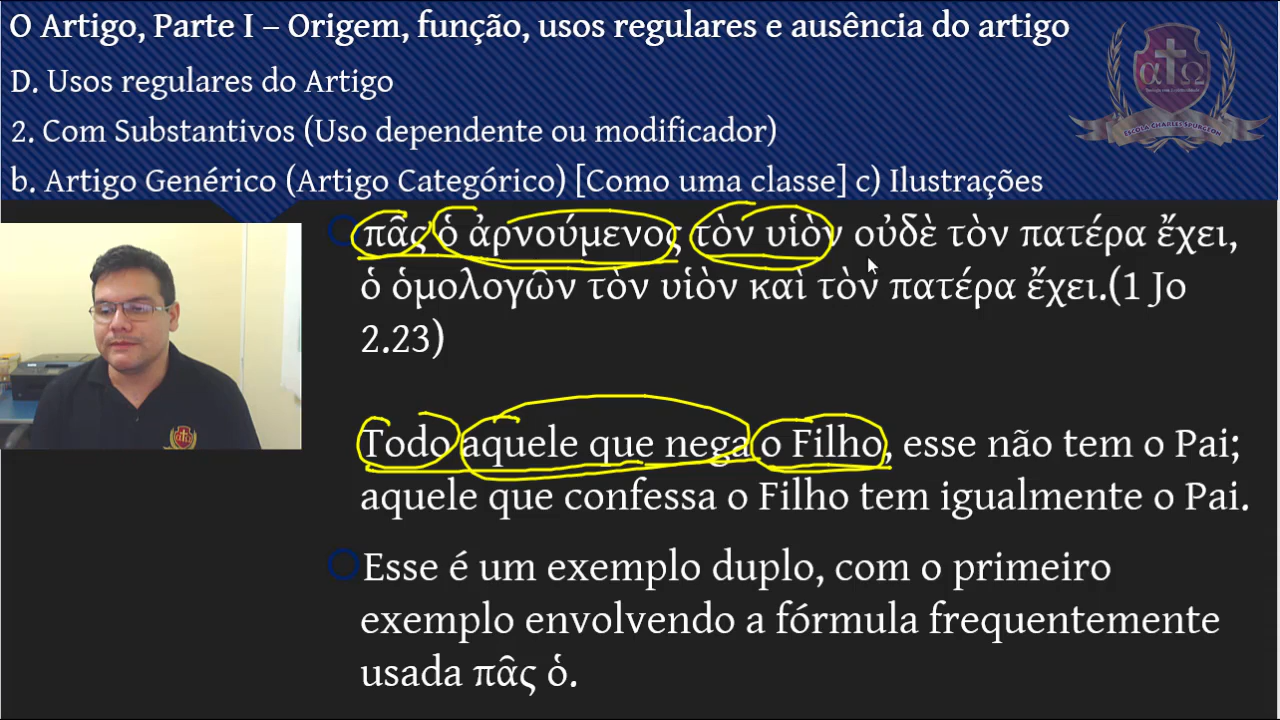 O Artigo, Parte I – Origem, função, usos regulares e ausência do artigo
D. Usos regulares do Artigo
2. Com Substantivos (Uso dependente ou modificador)
b. Artigo Genérico (Artigo Categórico) [Como uma classe] c) Ilustrações
α Ω
ESCOLA CHARLES SPURGEON
πᾶς ὁ ἀρνούμενος τὸν υἱὸν οὐδὲ τὸν πατέρα ἔχει,
ὁ ὁμολογῶν τὸν υἱὸν καὶ τὸν πατέρα ἔχει.(1 Jo
2.23)
Todo aquele que nega o Filho, esse não tem o Pai;
aquele que confessa o Filho tem igualmente o Pai.
Esse é um exemplo duplo, com o primeiro
exemplo envolvendo a fórmula frequentemente
usada πᾶς ὁ.